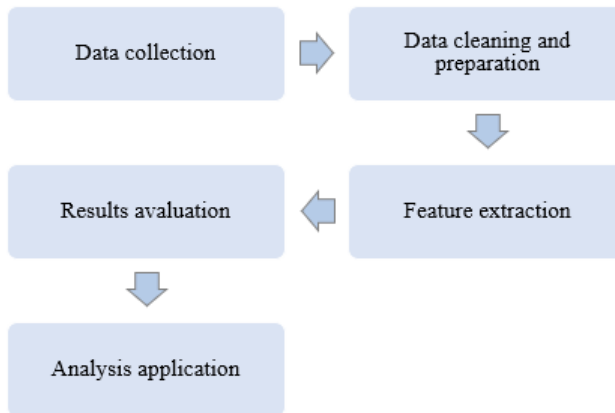 Data collection
Data cleaning and
preparation
Feature extraction
Results avaluation
Analysis application